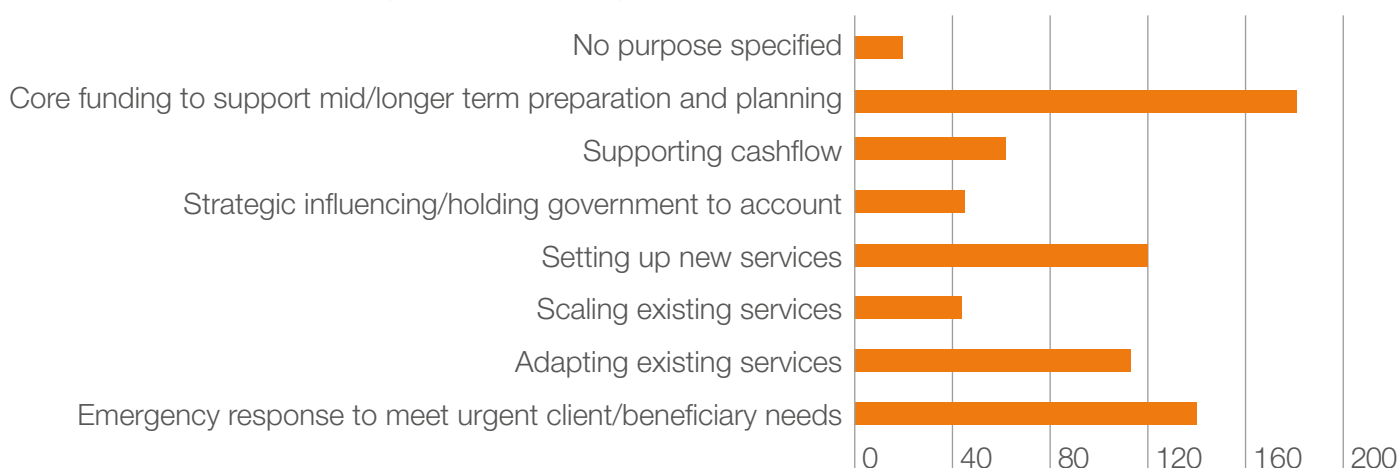 No purpose specified
Core funding to support mid/longer term preparation and planning
Supporting cashflow
Strategic influencing/holding government to account
Setting up new services
Scaling existing services
Adapting existing services
Emergency response to meet urgent client/beneficiary needs
0 40 80 120 160 200